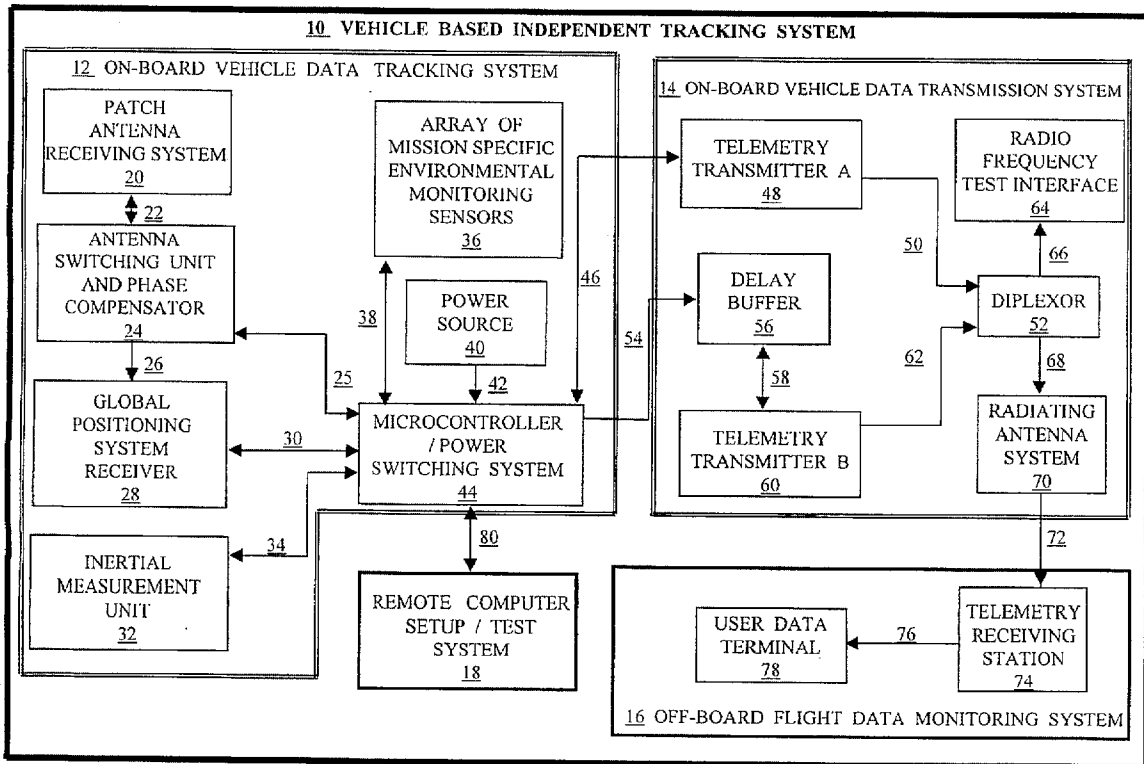 10 VEHICLE BASED INDEPENDENT TRACKING SYSTEM
12 ON-BOARD VEHICLE DATA TRACKING SYSTEM
PATCH
ANTENNA
RECEIVING SYSTEM
20
22
ANTENNA
SWITCHING UNIT
AND PHASE
COMPENSATOR
24
26
25
GLOBAL
POSITIONING
SYSTEM
RECEIVER
28
30
INERTIAL
MEASUREMENT
UNIT
32
34
ARRAY OF
MISSION SPECIFIC
ENVIRONMENTAL
MONITORING
SENSORS
36
38
POWER
SOURCE
40
42
MICROCONTROLLER
/ POWER
SWITCHING SYSTEM
44
46
54
80
REMOTE COMPUTER
SETUP / TEST
SYSTEM
18
14 ON-BOARD VEHICLE DATA TRANSMISSION SYSTEM
TELEMETRY
TRANSMITTER A
48
50
RADIO
FREQUENCY
TEST INTERFACE
64
66
DELAY
BUFFER
56
58
DIPLEXOR
52
62
68
TELEMETRY
TRANSMITTER B
60
RADIATING
ANTENNA
SYSTEM
70
72
USER DATA
TERMINAL
78
76
TELEMETRY
RECEIVING
STATION
74
16 OFF-BOARD FLIGHT DATA MONITORING SYSTEM